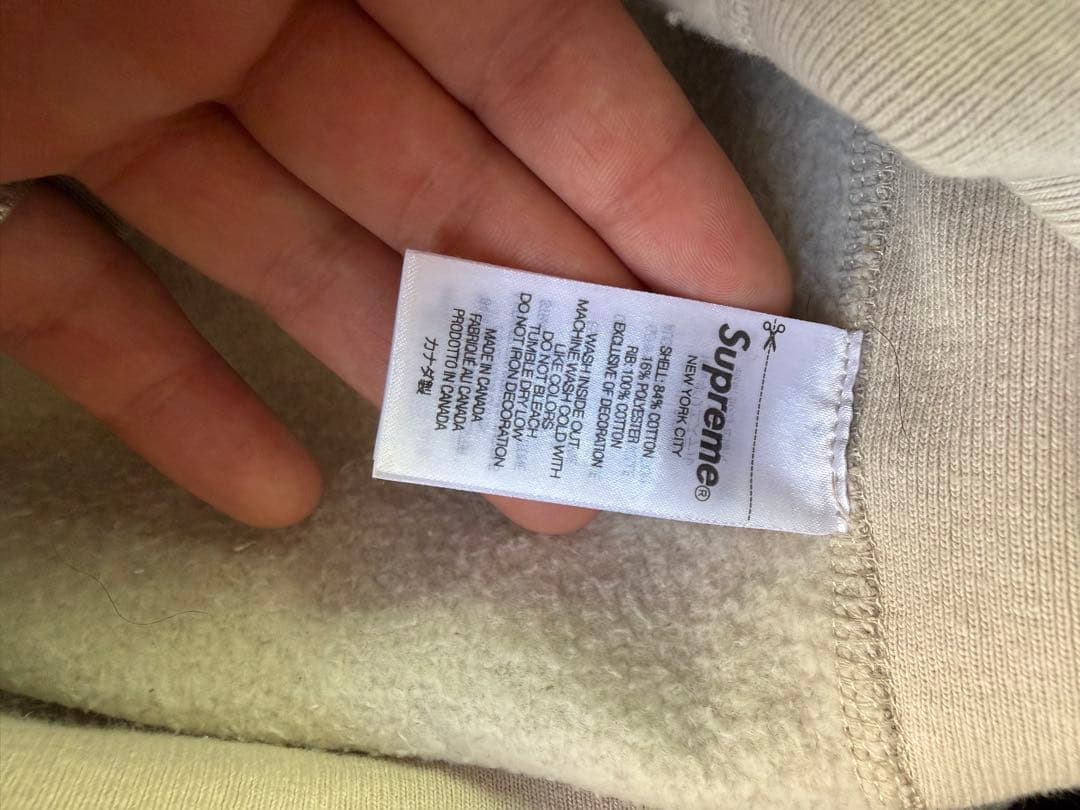 Supreme®
NEW YORK CITY
SHELL: 84% COTTON
16% POLYESTER
RIB: 100% COTTON
EXCLUSIVE OF DECORATION
WASH INSIDE OUT
MACHINE WASH COLD WITH
LIKE COLORS
DO NOT BLEACH
TUMBLE DRY LOW
DO NOT IRON DECORATION
MADE IN CANADA
FABRIQUE AU CANADA
PRODOTTO IN CANADA
カナダ製